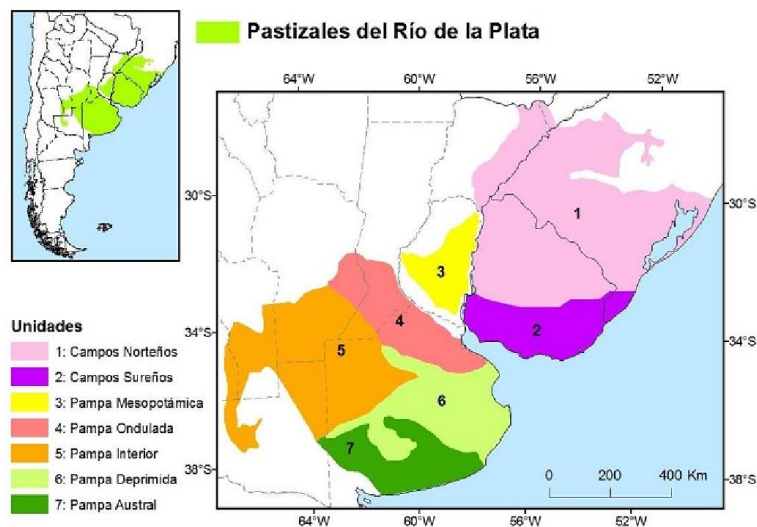 Pastizales del Río de la Plata
64°W 60°W 56°W 52°W
30°S
34°S
38°S
30°S
34°S
38°S
1
2
3
4
5
6
7
Unidades
1: Campos Norteños
2: Campos Sureños
3: Pampa Mesopotámica
4: Pampa Ondulada
5: Pampa Interior
6: Pampa Deprimida
7: Pampa Austral
0 200 400 Km
64°W 60°W 56°W 52°W